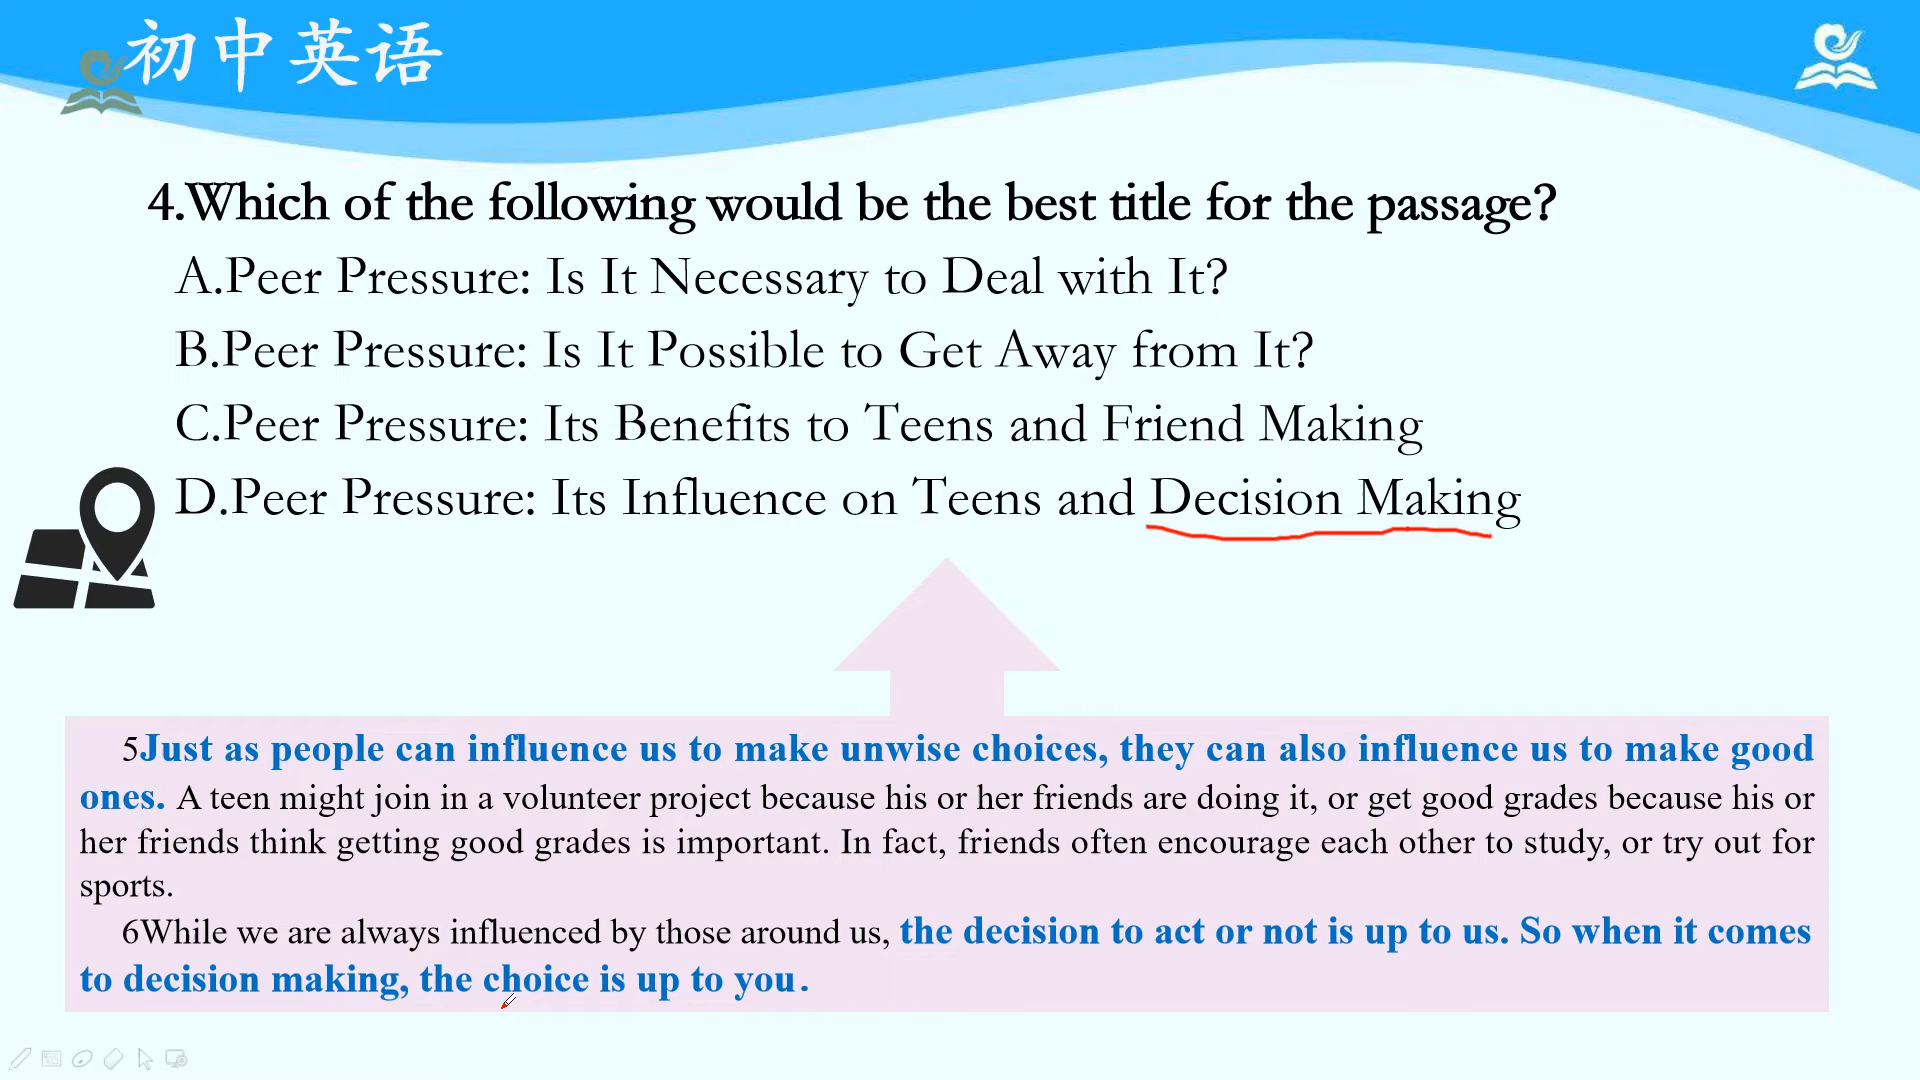 初中英语
4.Which of the following would be the best title for the passage?
A.Peer Pressure: Is It Necessary to Deal with It?
B.Peer Pressure: Is It Possible to Get Away from It?
C.Peer Pressure: Its Benefits to Teens and Friend Making
D.Peer Pressure: Its Influence on Teens and Decision Making
5Just as people can influence us to make unwise choices, they can also influence us to make good
ones. A teen might join in a volunteer project because his or her friends are doing it, or get good grades because his or
her friends think getting good grades is important. In fact, friends often encourage each other to study, or try out for
sports.
6While we are always influenced by those around us, the decision to act or not is up to us. So when it comes
to decision making, the choice is up to you.